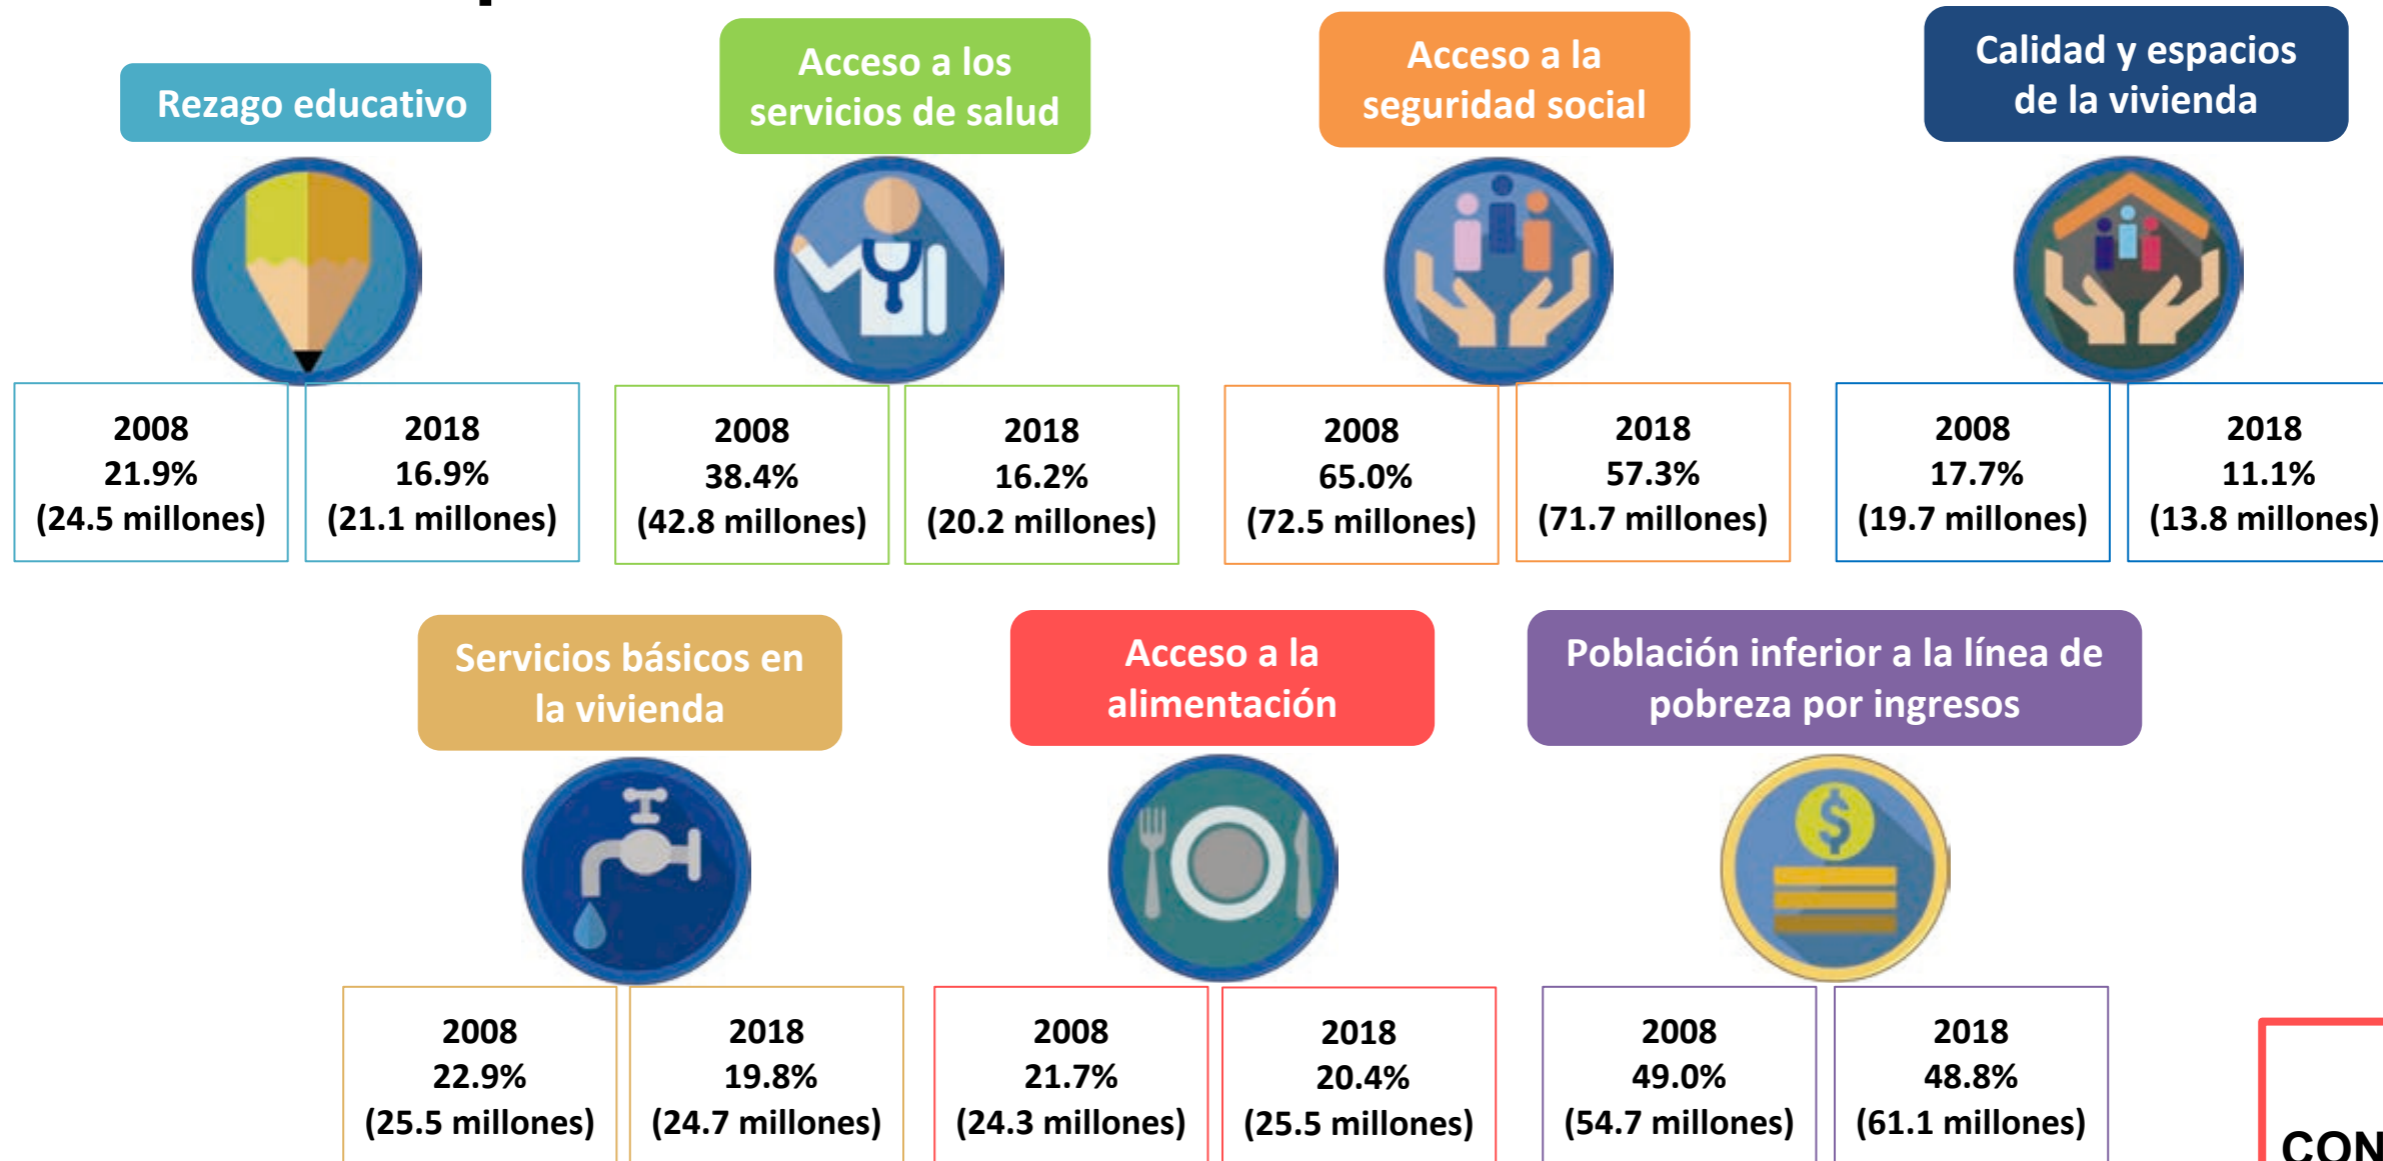 Rezago educativo
Acceso a los
servicios de salud
Acceso a la
seguridad social
Calidad y espacios
de la vivienda
2008
21.9%
(24.5 millones)
2018
16.9%
(21.1 millones)
2008
38.4%
(42.8 millones)
2018
16.2%
(20.2 millones)
2008
65.0%
(72.5 millones)
2018
57.3%
(71.7 millones)
2008
17.7%
(19.7 millones)
2018
11.1%
(13.8 millones)
Servicios básicos en
la vivienda
Acceso a la
alimentación
Población inferior a la línea de
pobreza por ingresos
$
2008
22.9%
(25.5 millones)
2018
19.8%
(24.7 millones)
2008
21.7%
(24.3 millones)
2018
20.4%
(25.5 millones)
2008
49.0%
(54.7 millones)
2018
48.8%
(61.1 millones)